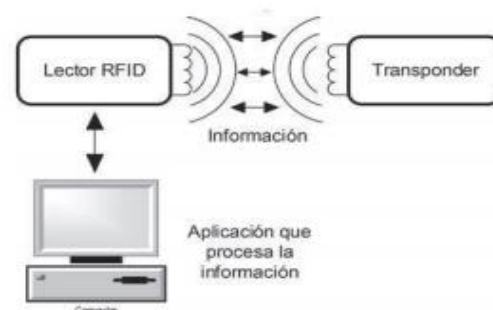 Lector RFID
Transponder
Información
Aplicación que
procesa la
información